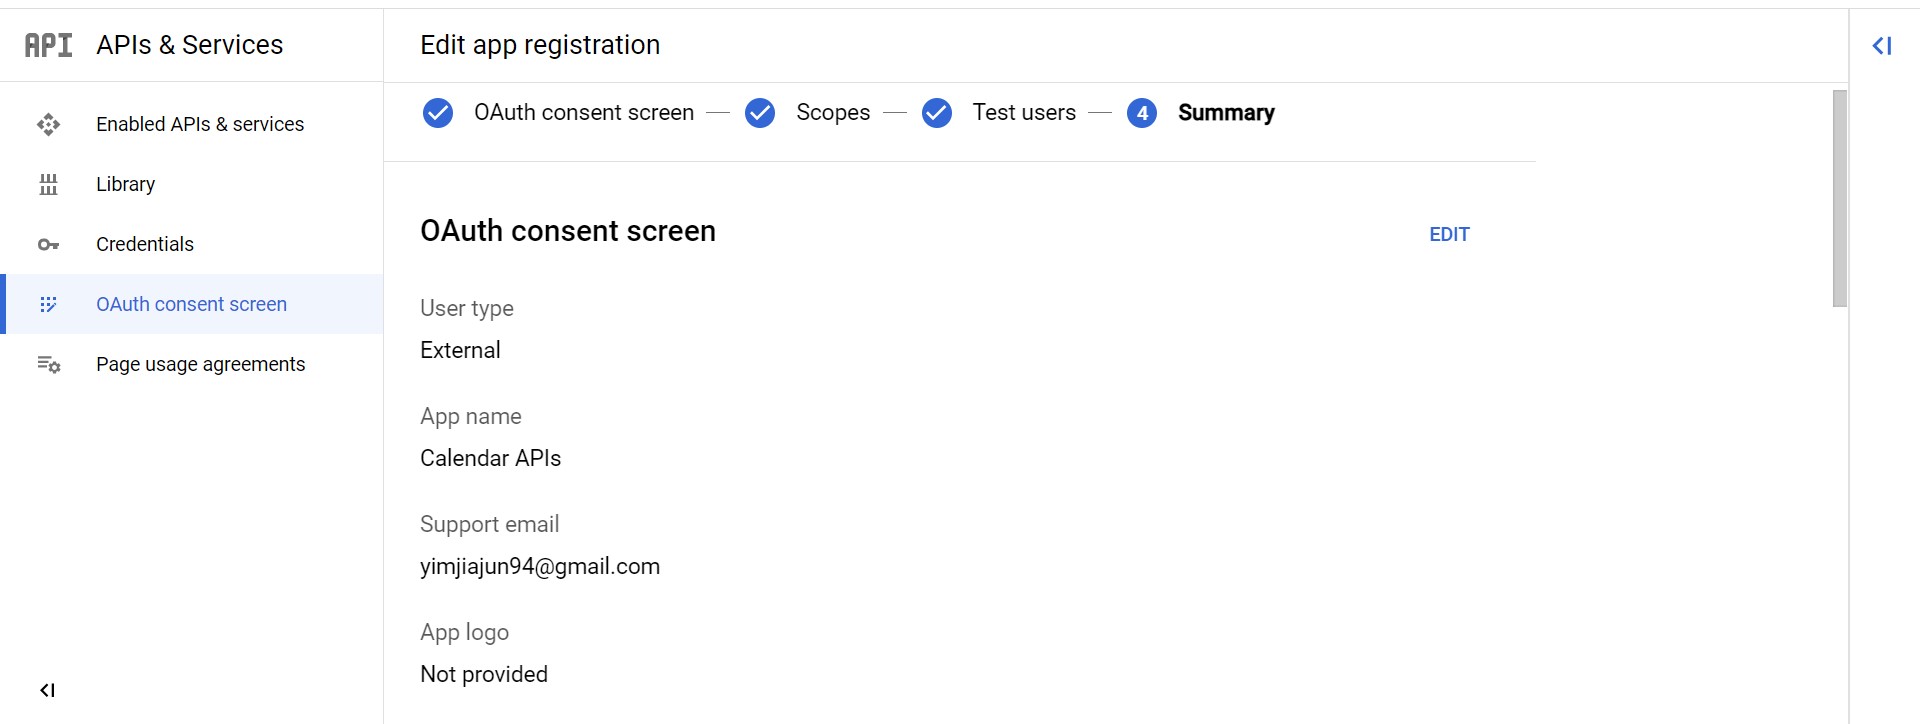 API APIs & Services
Edit app registration
OAuth consent screen — Scopes — Test users — 4 Summary
Enabled APIs & services
Library
Credentials
OAuth consent screen
Page usage agreements
OAuth consent screen
EDIT
User type
External
App name
Calendar APIs
Support email
yimjiajun94@gmail.com
App logo
Not provided